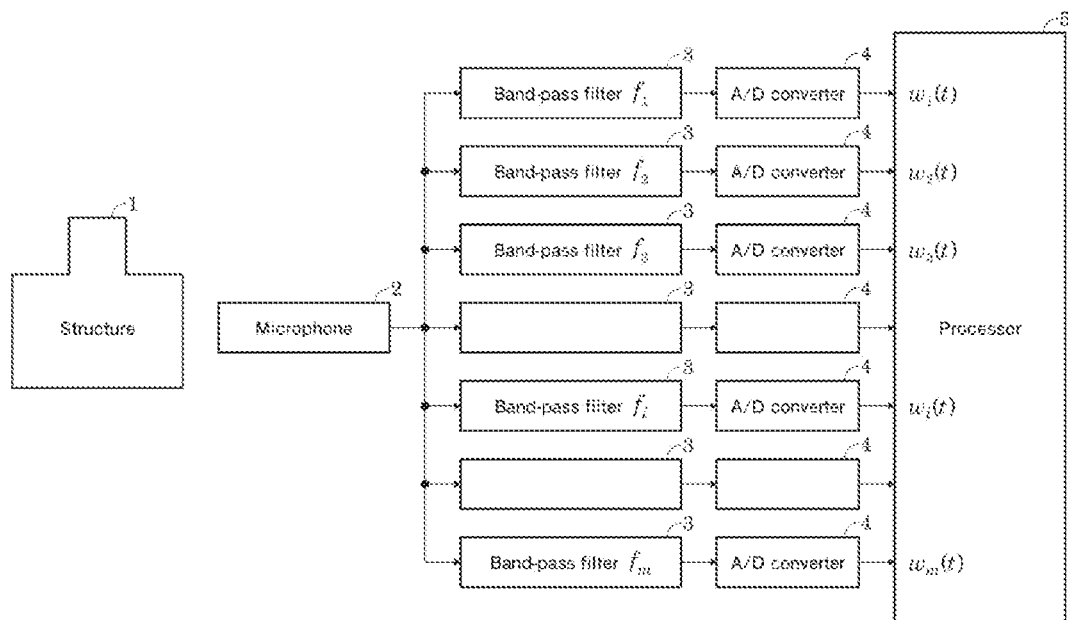 5
3 4
Band-pass filter f₁ A/D converter w₁(t)
3 4
Band-pass filter f₂ A/D converter w₂(t)
1 3 4
Band-pass filter f₃ A/D converter w₃(t)
2 3 4
Structure Microphone Processor
3 4
Band-pass filter fᵢ A/D converter wᵢ(t)
3 4
3 4
Band-pass filter fₘ A/D converter wₘ(t)